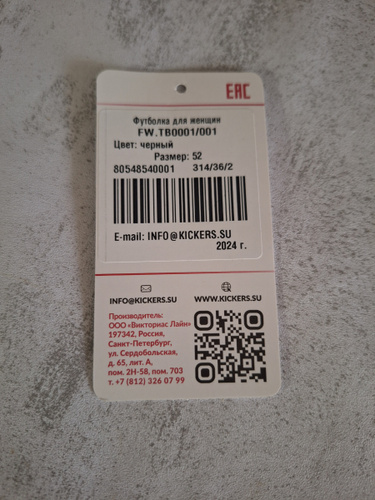 EAC
Футболка для женщин
FW.TB0001/001
Цвет: черный
Размер: 52
80548540001 314/36/2
E-mail: INFO@KICKERS.SU
2024 г.
INFO@KICKERS.SU WWW.KICKERS.SU
Производитель:
ООО «Викториас Лайн»
197342, Россия,
Санкт-Петербург,
ул. Сердобольская,
д. 65, лит. А,
пом. 2Н-58, пом. 703
т. +7 (812) 326 07 99